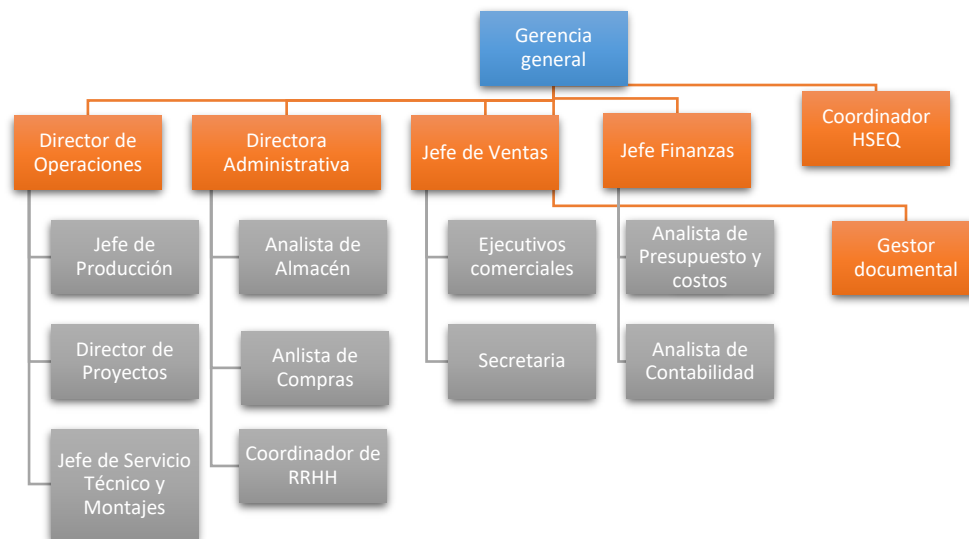 Gerencia
general
Coordinador
HSEQ
Director de
Operaciones
Directora
Administrativa
Jefe de Ventas
Jefe Finanzas
Jefe de
Producción
Analista de
Almacén
Ejecutivos
comerciales
Analista de
Presupuesto y
costos
Gestor
documental
Director de
Proyectos
Anlista de
Compras
Secretaria
Analista de
Contabilidad
Jefe de Servicio
Técnico y
Montajes
Coordinador de
RRHH